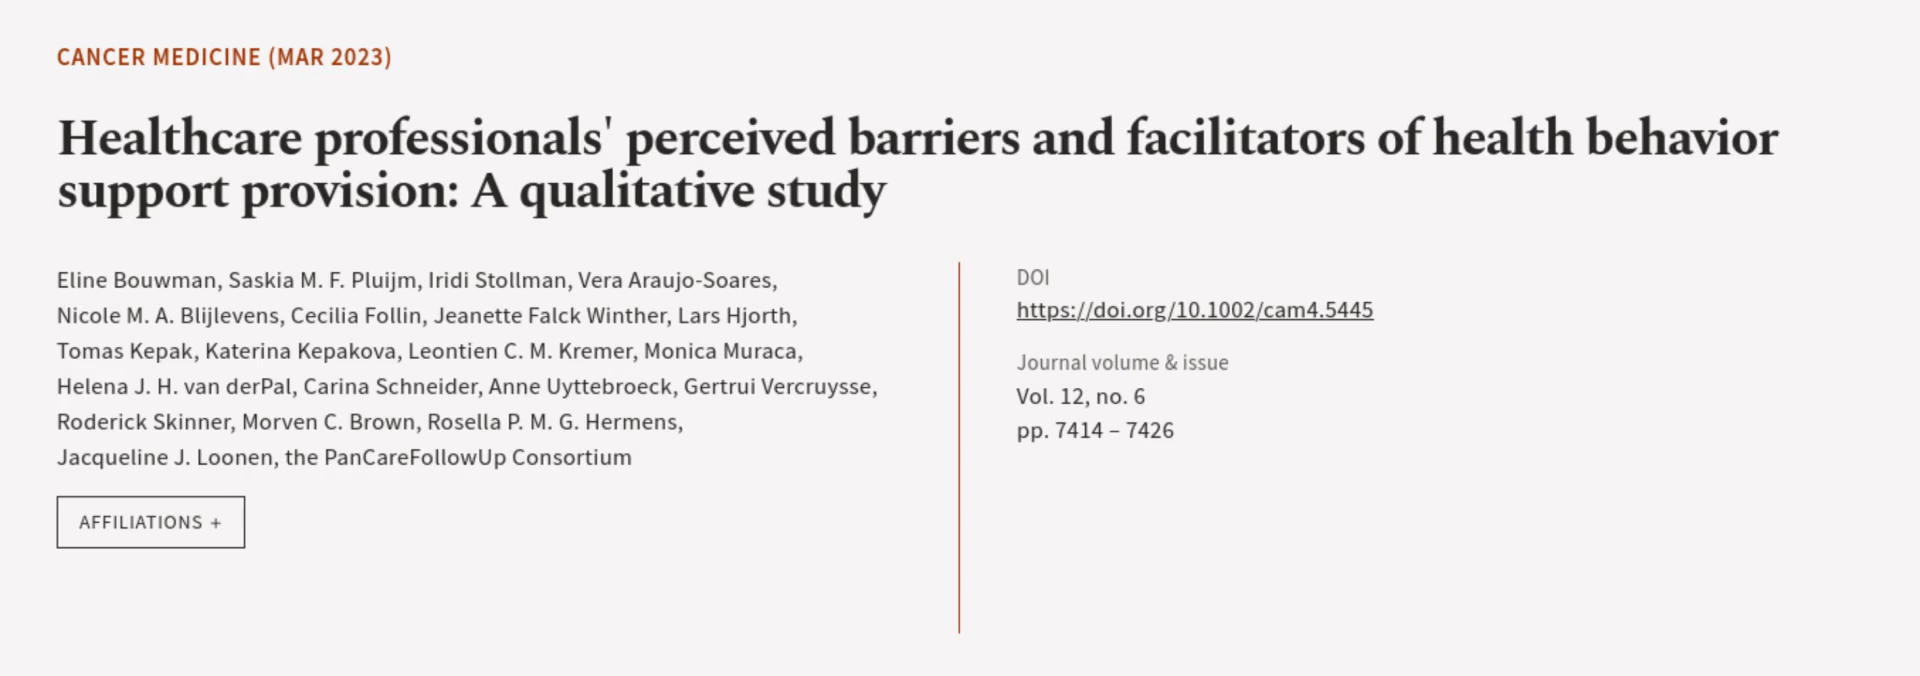 CANCER MEDICINE (MAR 2023)
Healthcare professionals' perceived barriers and facilitators of health behavior
support provision: A qualitative study
Eline Bouwman, Saskia M. F. Pluijm, Iridi Stollman, Vera Araujo-Soares,
Nicole M. A. Blijlevens, Cecilia Follin, Jeanette Falck Winther, Lars Hjorth,
Tomas Kepak, Katerina Kepakova, Leontien C. M. Kremer, Monica Muraca,
Helena J. H. van derPal, Carina Schneider, Anne Uyttebroeck, Gertrui Vercruysse,
Roderick Skinner, Morven C. Brown, Rosella P. M. G. Hermens,
Jacqueline J. Loonen, the PanCareFollowUp Consortium
AFFILIATIONS +
DOI
https://doi.org/10.1002/cam4.5445
Journal volume & issue
Vol. 12, no. 6
pp. 7414 – 7426